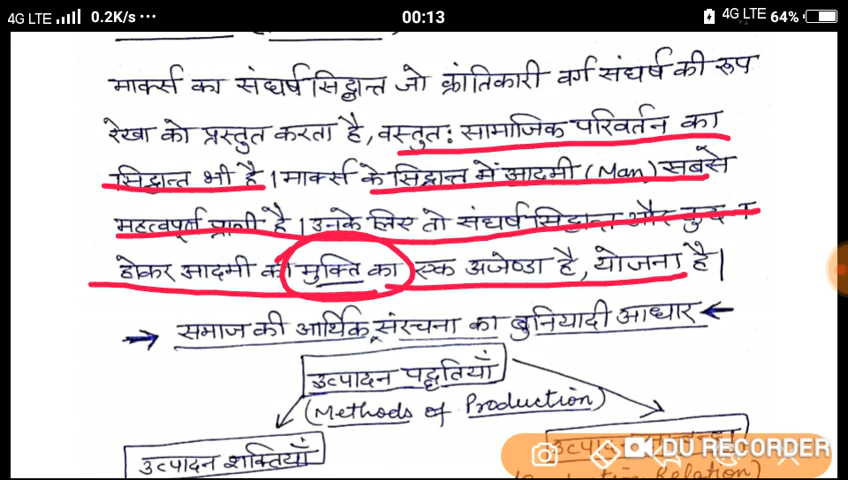 4G LTE 0.2K/s ··· 00:13 4G LTE 64%
मार्क्स का संघर्ष सिद्धान्त जो क्रांतिकारी वर्ग संघर्ष की रूप
रेखा को प्रस्तुत करता है, वस्तुतः सामाजिक परिवर्तन का
सिद्धान्त भी है। मार्क्स के सिद्धान्त में आदमी (Man) सबसे
महत्वपूर्ण प्राणी है। उनके लिए तो संघर्ष सिद्धान्त और कुछ न
होकर आदमी की मुक्ति का एक अजेण्डा है, योजना है।
→ समाज की आर्थिक संरचना का बुनियादी आधार ←
उत्पादन पद्धतियाँ
(Methods of Production)
उत्पादन शक्तियाँ
DU RECORDER
Relation)